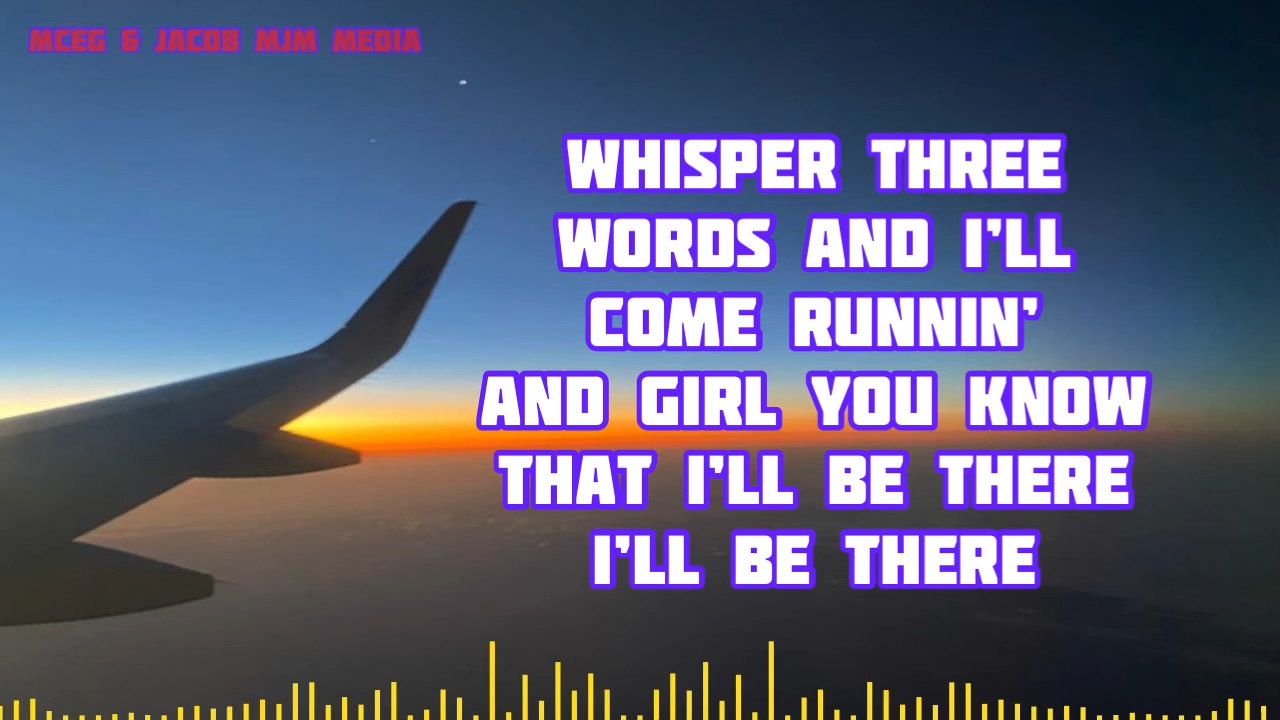 MCEG & JACOB MJM MEDIA
WHISPER THREE
WORDS AND I'LL
COME RUNNIN'
AND GIRL YOU KNOW
THAT I'LL BE THERE
I'LL BE THERE